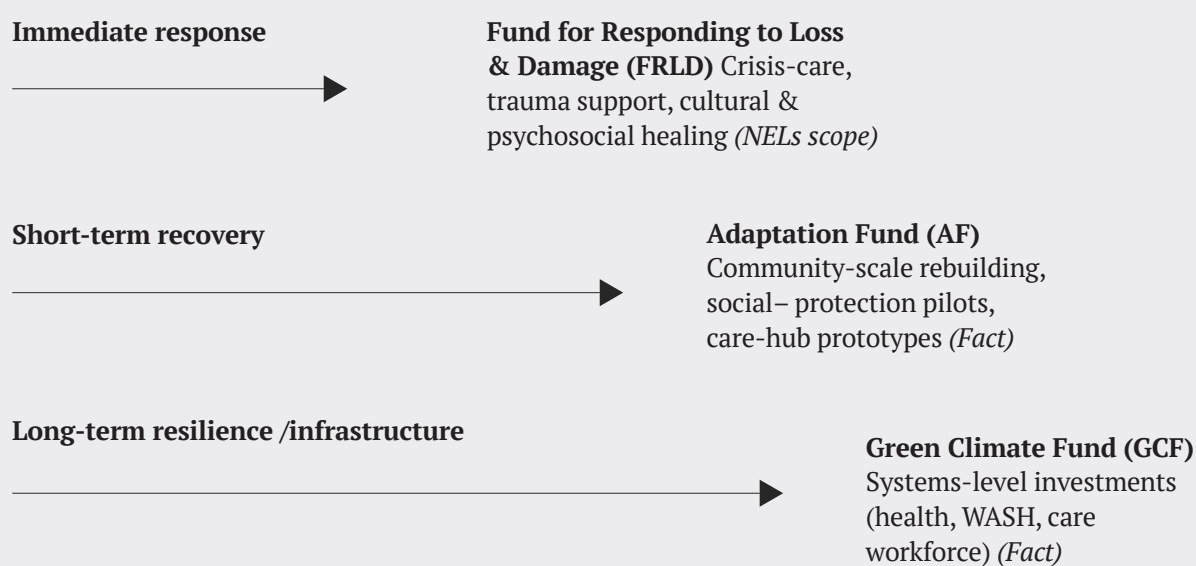 Immediate response
Fund for Responding to Loss
& Damage (FRLD) Crisis-care,
trauma support, cultural &
psychosocial healing (NELs scope)
Short-term recovery
Adaptation Fund (AF)
Community-scale rebuilding,
social– protection pilots,
care-hub prototypes (Fact)
Long-term resilience /infrastructure
Green Climate Fund (GCF)
Systems-level investments
(health, WASH, care
workforce) (Fact)